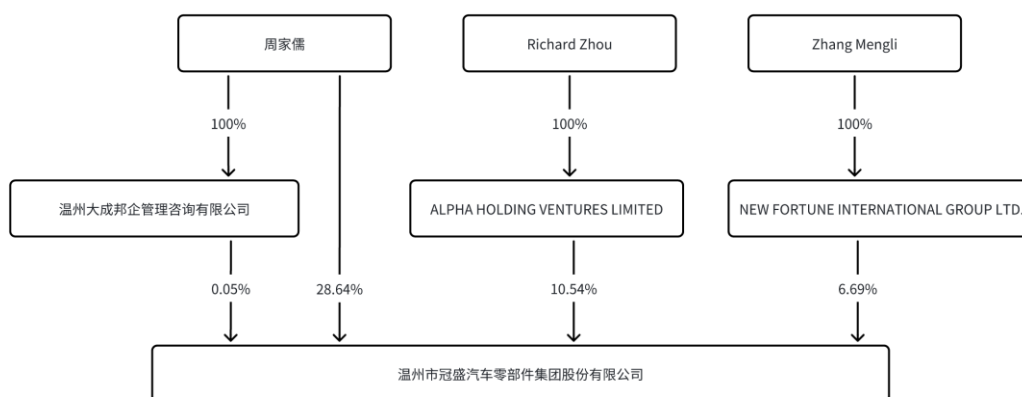 周家儒
Richard Zhou
Zhang Mengli
100%
100%
100%
温州大成邦企管理咨询有限公司
ALPHA HOLDING VENTURES LIMITED
NEW FORTUNE INTERNATIONAL GROUP LTD.
0.05%
28.64%
10.54%
6.69%
温州市冠盛汽车零部件集团股份有限公司